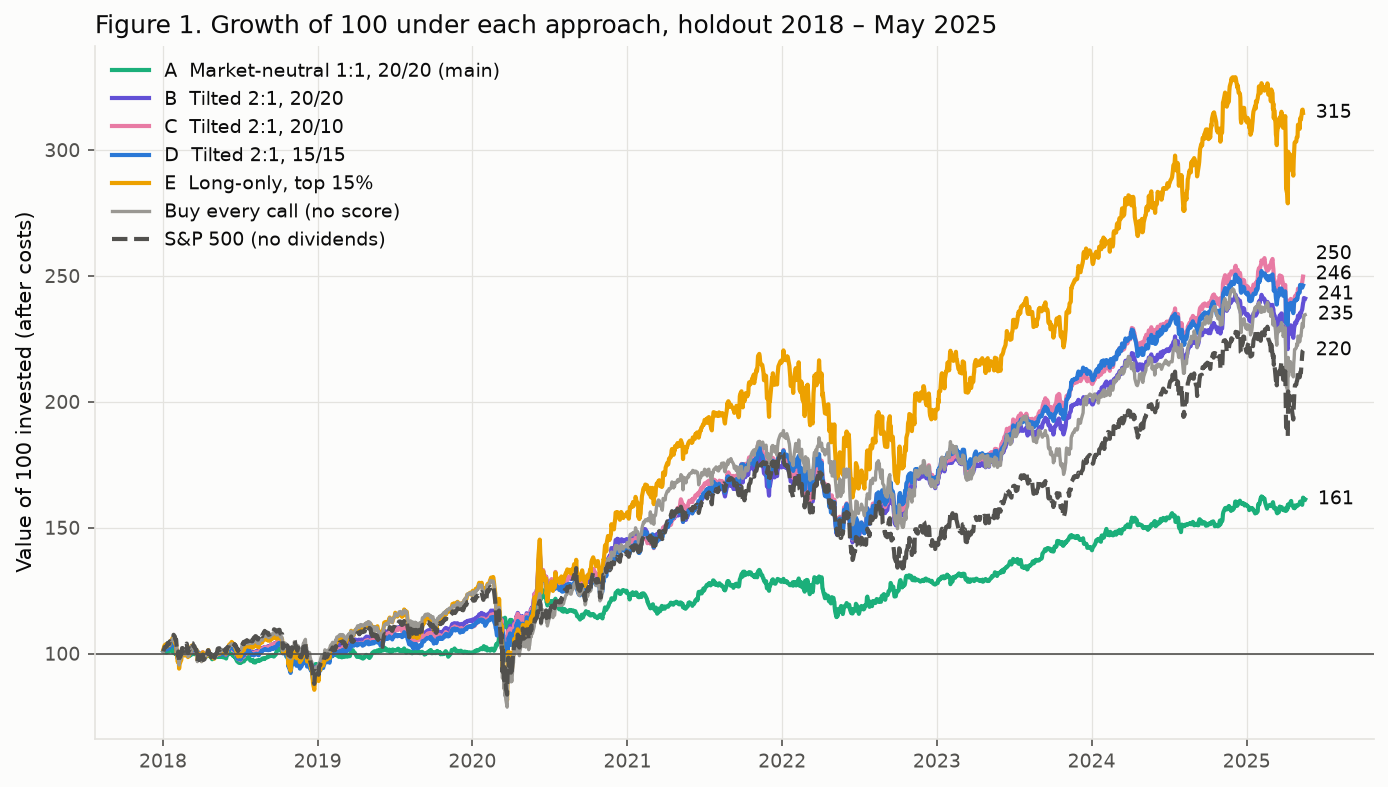 Figure 1. Growth of 100 under each approach, holdout 2018 – May 2025
A  Market-neutral 1:1, 20/20 (main)
B  Tilted 2:1, 20/20
C  Tilted 2:1, 20/10
D  Tilted 2:1, 15/15
E  Long-only, top 15%
Buy every call (no score)
S&P 500 (no dividends)
Value of 100 invested (after costs)
300
250
200
150
100
315
250
246
241
235
220
161
2018
2019
2020
2021
2022
2023
2024
2025